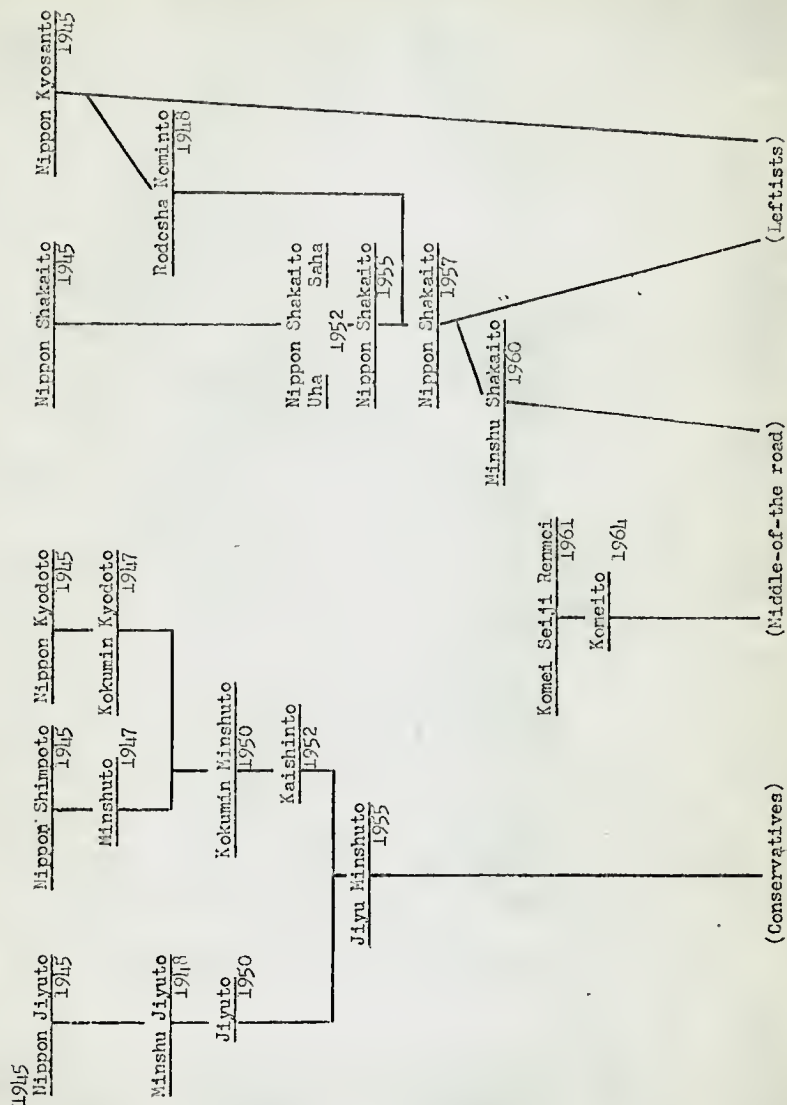 1945
Nippon Jiyuto
1945
Minshu Jiyuto
1948
Jiyuto
1950
Nippon Shimpoto
1945
Minshuto
1947
Nippon Kyodoto
1945
Kokumin Kyodoto
1947
Kokumin Minshuto
1950
Kaishinto
1952
Jiyu Minshuto
1955
(Conservatives)
Komei Seiji Renmei
1961
Komeito
1964
(Middle-of-the road)
Nippon Shakaito
1945
Nippon Shakaito
Uha Saha
1952
Nippon Shakaito
1955
Nippon Shakaito
1957
Minshu Shakaito
1960
Nippon Kyosanto
1945
Rodosha Nominto
1948
(Leftists)